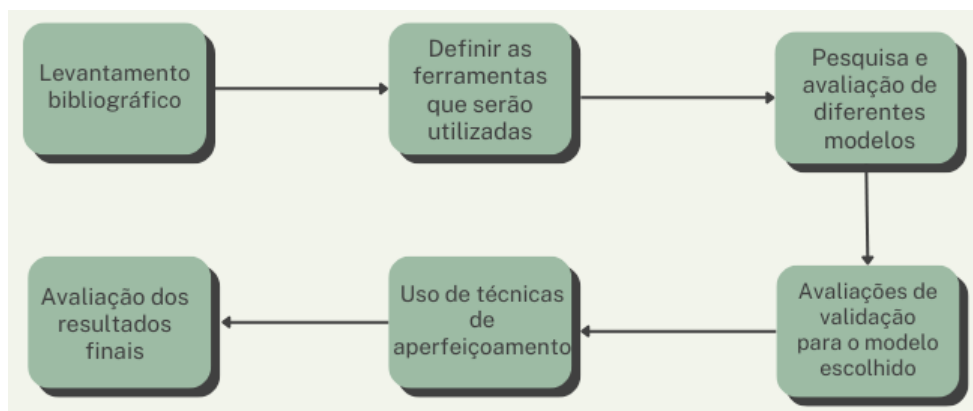 Levantamento
bibliográfico
Definir as
ferramentas
que serão
utilizadas
Pesquisa e
avaliação de
diferentes
modelos
Avaliações de
validação
para o modelo
escolhido
Uso de técnicas
de
aperfeiçoamento
Avaliação dos
resultados
finais